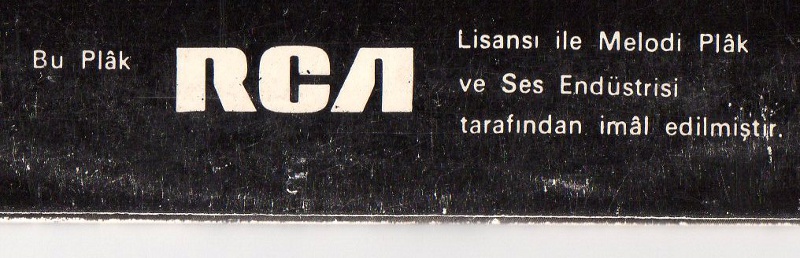 Bu Plâk
RCA
Lisansı ile Melodi Plâk
ve Ses Endüstrisi
tarafından imâl edilmiştir.